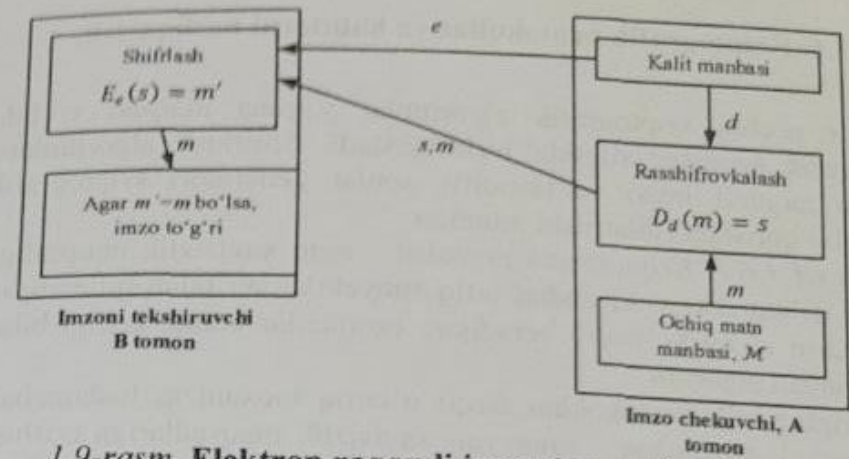 Shifrlash
E_e(s) = m'
m
Agar m'=m bo'lsa,
imzo to'g'ri
Imzoni tekshiruvchi
B tomon
e
s,m
Kalit manbasi
d
Rasshifrovkalash
D_d(m) = s
m
Ochiq matn
manbasi, M
Imzo chekuvchi, A
tomon
1.9-rasm. Elektron raqamli imzo